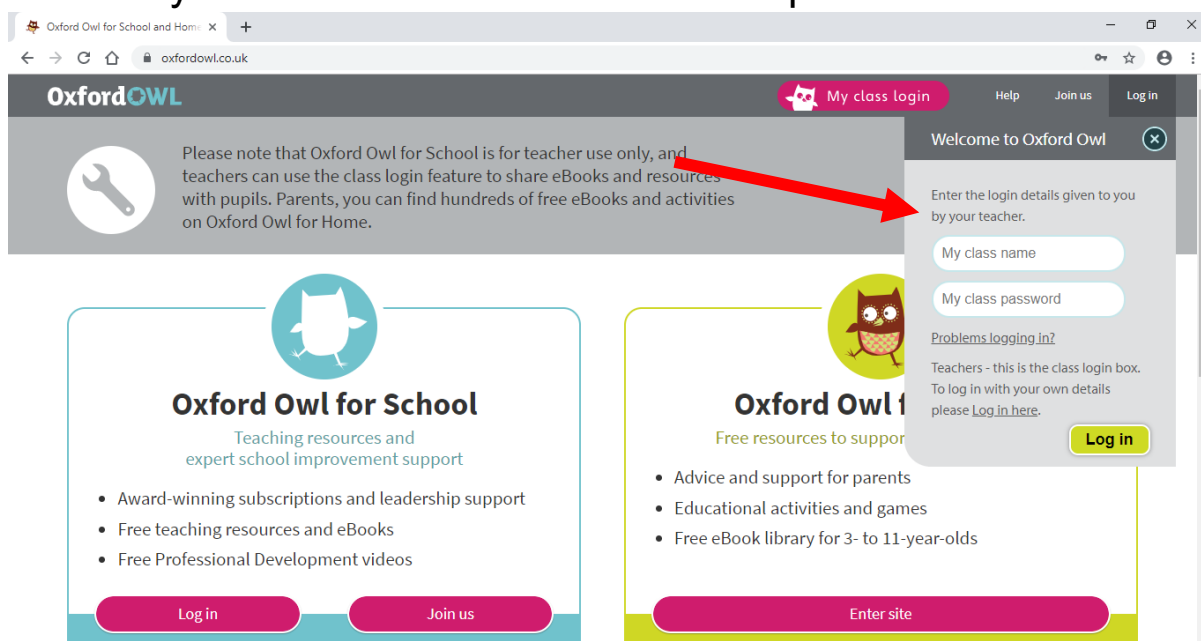 Oxford Owl for School and Hom
oxfordowl.co.uk
OxfordOWL
My class login
Help
Join us
Log in
Please note that Oxford Owl for School is for teacher use only, and
teachers can use the class login feature to share eBooks and resources
with pupils. Parents, you can find hundreds of free eBooks and activities
on Oxford Owl for Home.
Welcome to Oxford Owl
Enter the login details given to you
by your teacher.
My class name
My class password
Problems logging in?
Teachers - this is the class login box.
To log in with your own details
please Log in here.
Log in
Oxford Owl for School
Teaching resources and
expert school improvement support
• Award-winning subscriptions and leadership support
• Free teaching resources and eBooks
• Free Professional Development videos
Log in
Join us
Oxford Owl f
Free resources to suppor
• Advice and support for parents
• Educational activities and games
• Free eBook library for 3- to 11-year-olds
Enter site